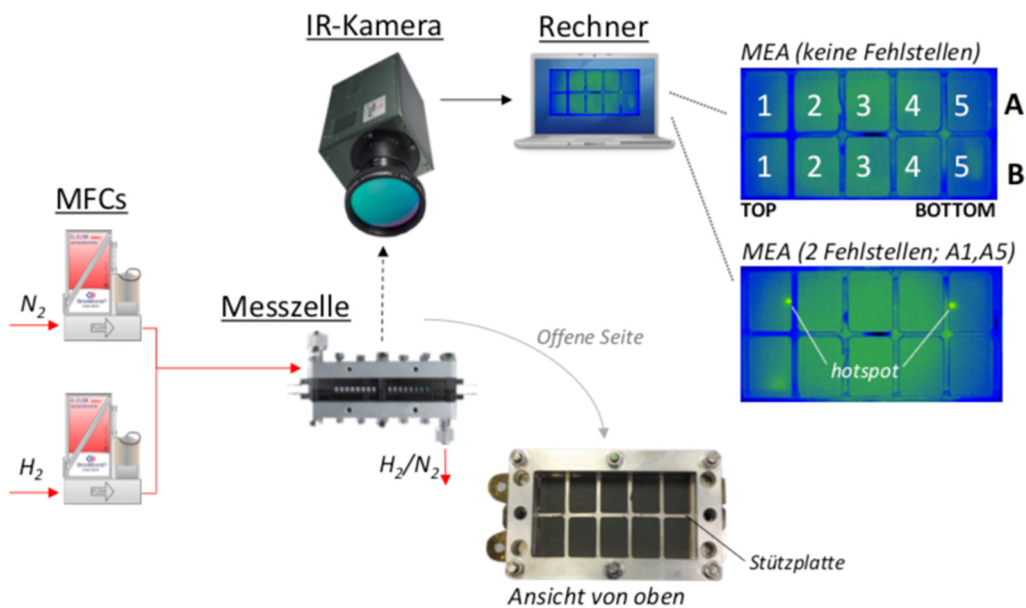 IR-Kamera
Rechner
MEA (keine Fehlstellen)
1 2 3 4 5 A
1 2 3 4 5 B
TOP BOTTOM
MEA (2 Fehlstellen; A1,A5)
hotspot
MFCs
N2
H2
Messzelle
Offene Seite
H2/N2
Stützplatte
Ansicht von oben